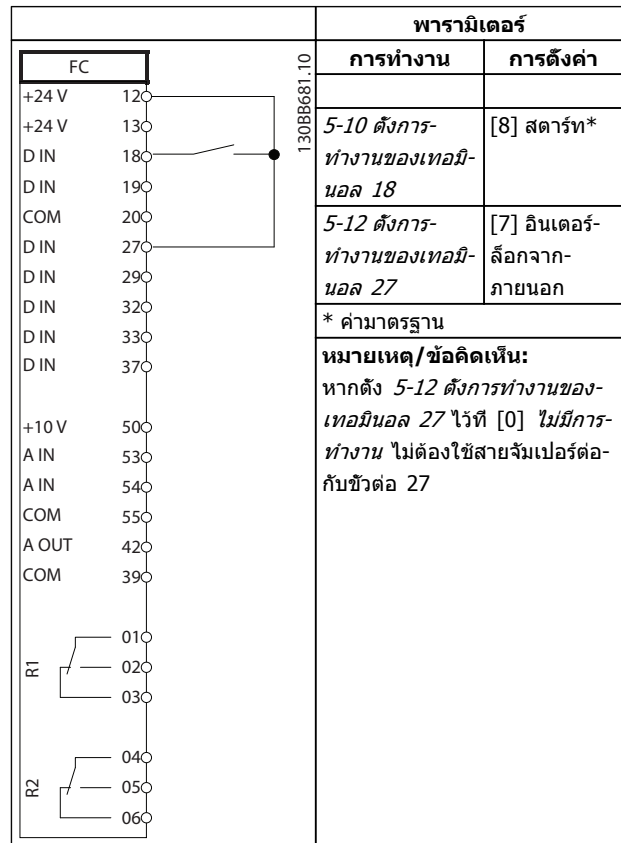 FC
130BB681.10
+24 V 12
+24 V 13
D IN 18
D IN 19
COM 20
D IN 27
D IN 29
D IN 32
D IN 33
D IN 37
+10 V 50
A IN 53
A IN 54
COM 55
A OUT 42
COM 39
R1
01
02
03
R2
04
05
06
พารามิเตอร์
การทำงาน การตั้งค่า
5-10 ตั้งการ- [8] สตาร์ท*
ทำงานของเทอมิ-
นอล 18
5-12 ตั้งการ- [7] อินเตอร์-
ทำงานของเทอมิ- ล็อกจาก-
นอล 27 ภายนอก
* ค่ามาตรฐาน
หมายเหตุ/ข้อคิดเห็น:
หากตั้ง 5-12 ตั้งการทำงานของ-
เทอมินอล 27 ไว้ที่ [0] ไม่มีการ-
ทำงาน ไม่ต้องใช้สายจัมเปอร์ต่อ-
กับขั้วต่อ 27